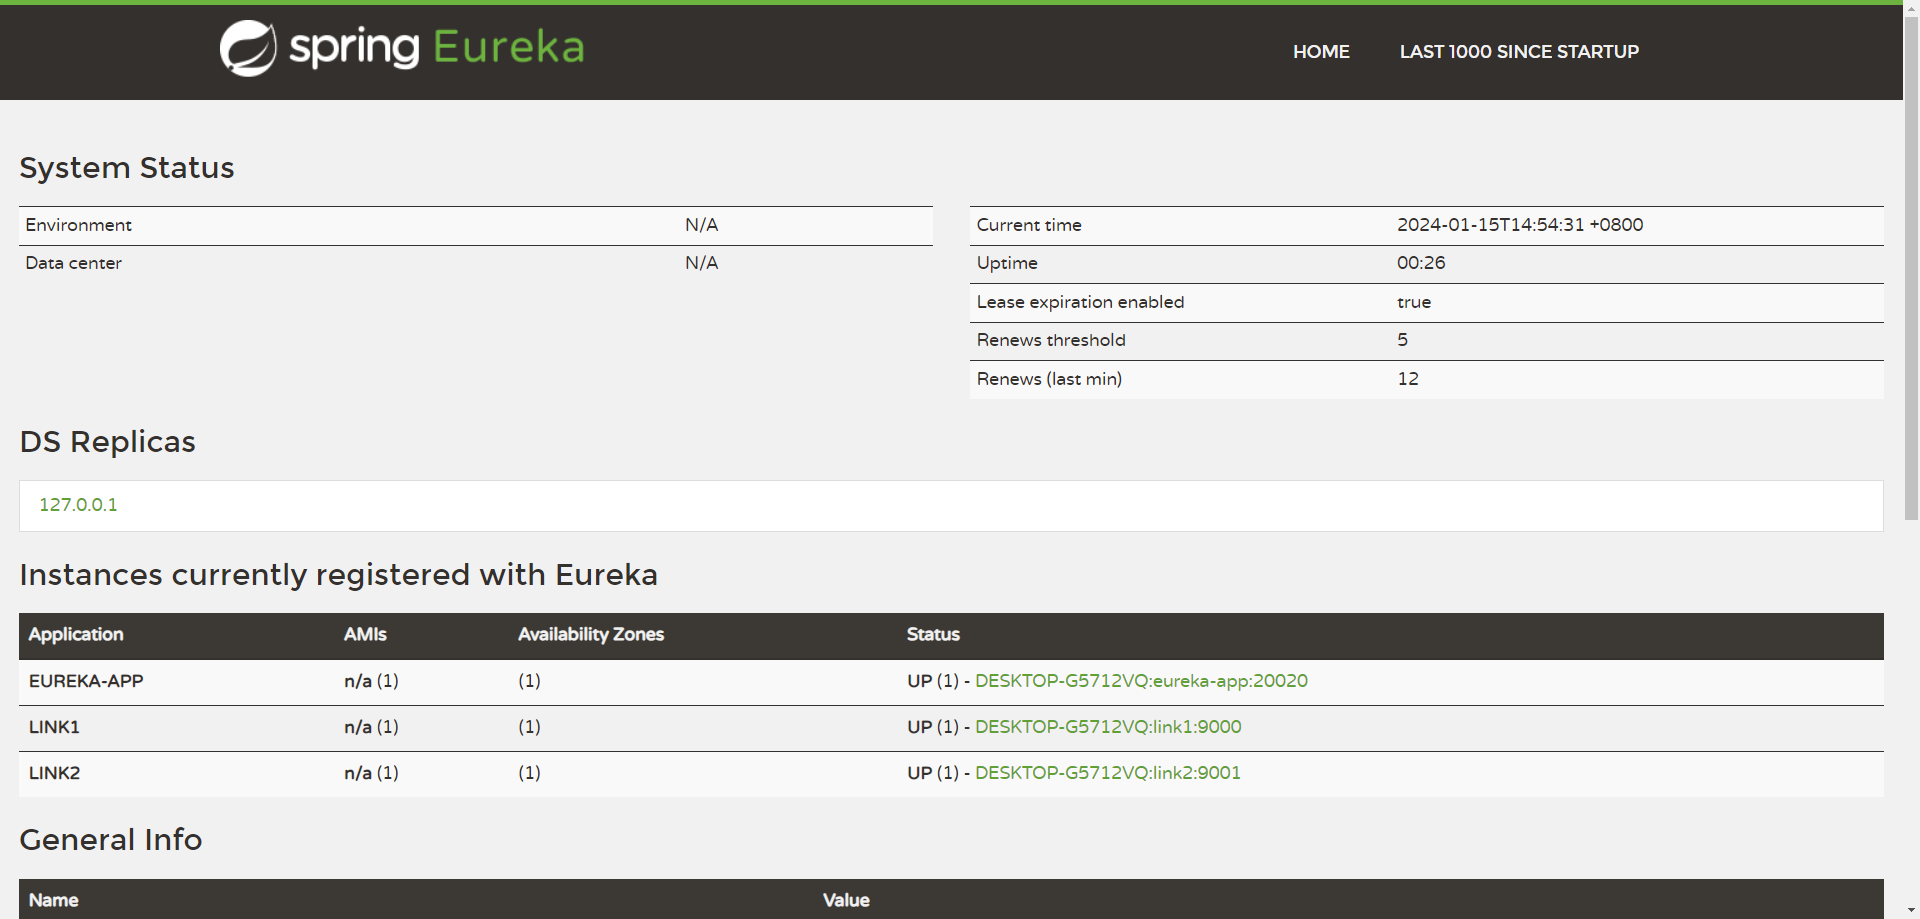 spring Eureka
HOME LAST 1000 SINCE STARTUP
System Status
Environment N/A
Data center N/A
Current time 2024-01-15T14:54:31 +0800
Uptime 00:26
Lease expiration enabled true
Renews threshold 5
Renews (last min) 12
DS Replicas
127.0.0.1
Instances currently registered with Eureka
Application AMIs Availability Zones Status
EUREKA-APP n/a (1) (1) UP (1) - DESKTOP-G5712VQ:eureka-app:20020
LINK1 n/a (1) (1) UP (1) - DESKTOP-G5712VQ:link1:9000
LINK2 n/a (1) (1) UP (1) - DESKTOP-G5712VQ:link2:9001
General Info
Name Value